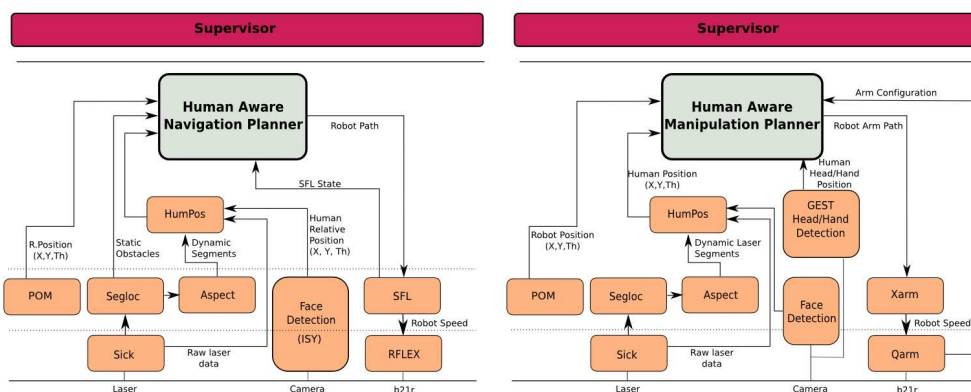 Supervisor
Human Aware
Navigation Planner
Robot Path
SFL State
HumPos
Human
Relative
Position
(X, Y, Th)
R.Position
(X,Y,Th)
Static
Obstacles
Dynamic
Segments
POM
Segloc
Aspect
Face
Detection
(ISY)
SFL
Robot Speed
Sick
Raw laser
data
RFLEX
Laser
Camera
b21r
Supervisor
Human Aware
Manipulation Planner
Arm Configuration
Robot Arm Path
Human Position
(X,Y,Th)
Human
Head/Hand
Position
HumPos
GEST
Head/Hand
Detection
Robot Position
(X,Y,Th)
Dynamic Laser
Segments
POM
Segloc
Aspect
Face
Detection
Xarm
Robot Speed
Sick
Raw laser
data
Qarm
Laser
Camera
b21r